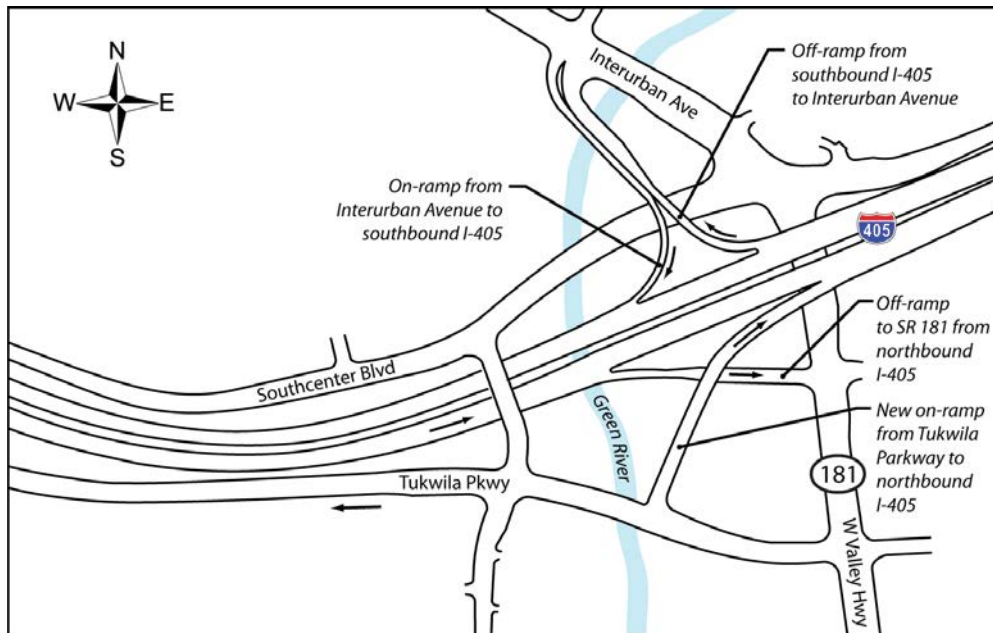 N
W
E
S
Interurban Ave
Off-ramp from
southbound I-405
to Interurban Avenue
On-ramp from
Interurban Avenue to
southbound I-405
405
Off-ramp
to SR 181 from
northbound
I-405
Southcenter Blvd
Green River
New on-ramp
from Tukwila
Parkway to
northbound
I-405
Tukwila Pkwy
181
W Valley Hwy